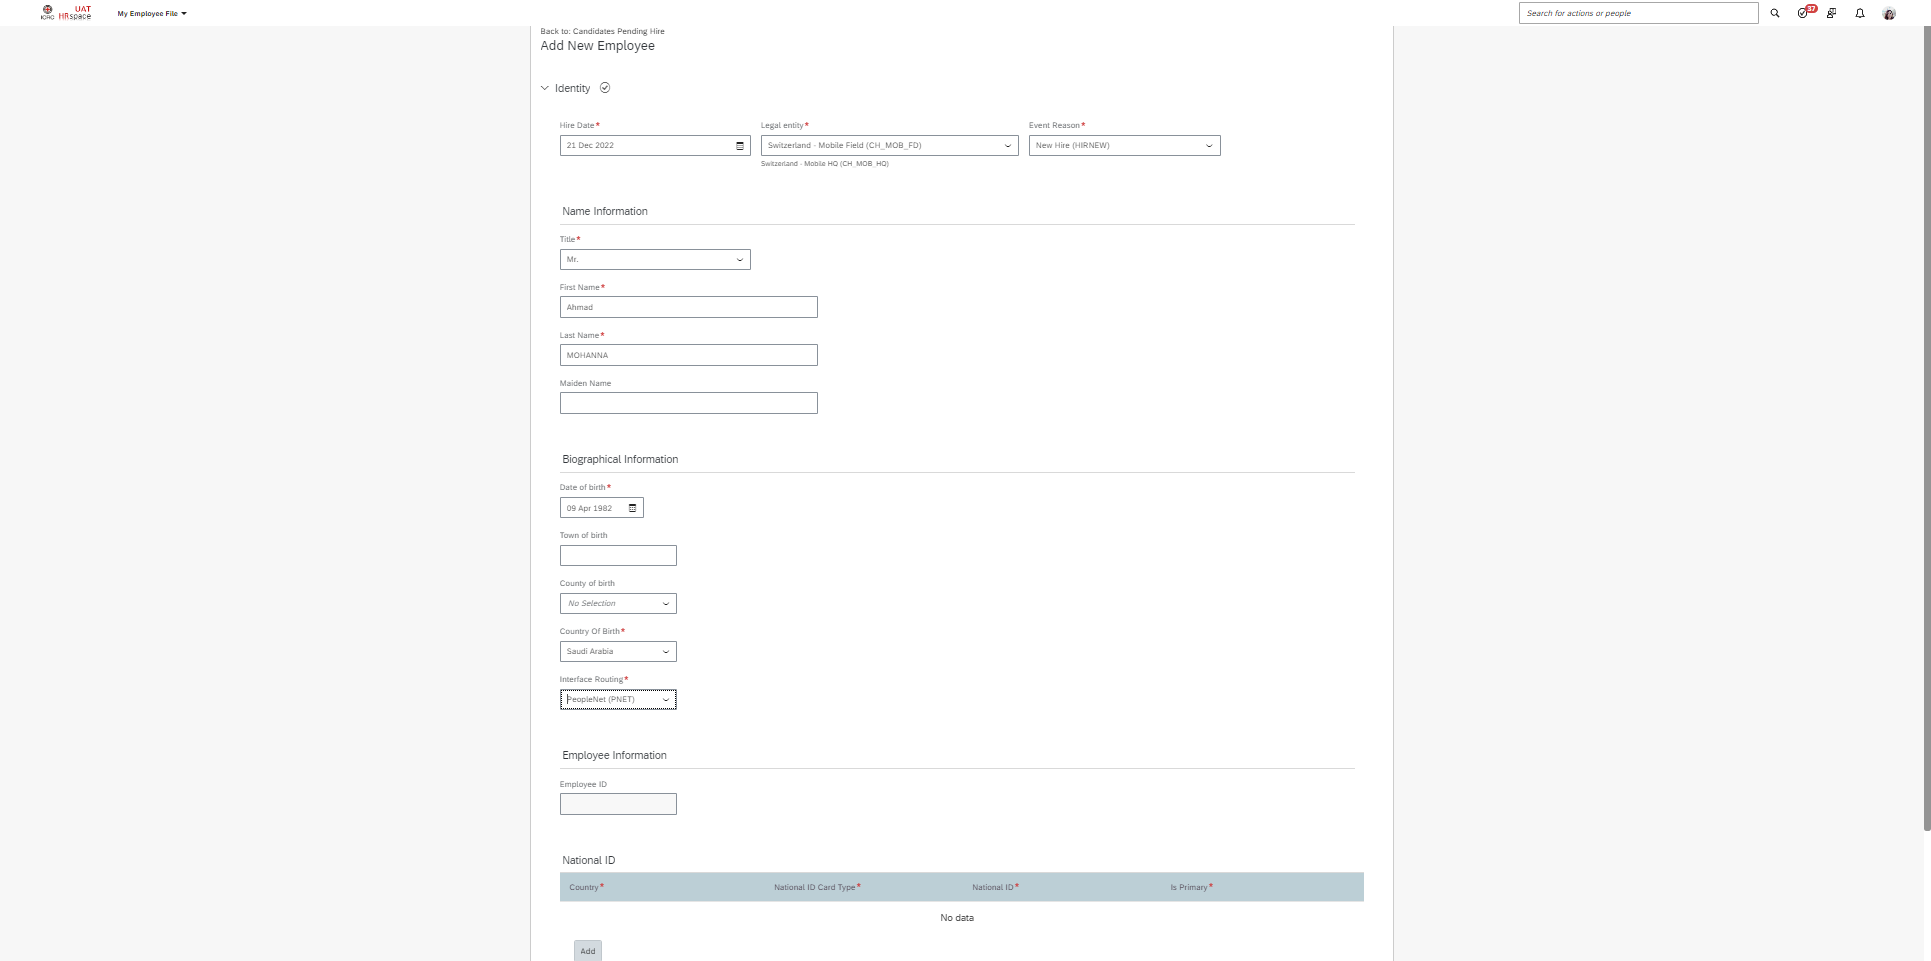 ICRC UAT HRspace My Employee File Search for actions or people 37
Back to: Candidates Pending Hire
Add New Employee
Identity
Hire Date* Legal entity* Event Reason*
21 Dec 2022 Switzerland - Mobile Field (CH_MOB_FD) New Hire (HIRNEW)
Switzerland - Mobile HQ (CH_MOB_HQ)
Name Information
Title*
Mr.
First Name*
Ahmad
Last Name*
MOHANNA
Maiden Name
Biographical Information
Date of birth*
09 Apr 1982
Town of birth
County of birth
No Selection
Country Of Birth*
Saudi Arabia
Interface Routing*
PeopleNet (PNET)
Employee Information
Employee ID
National ID
Country* National ID Card Type* National ID* Is Primary*
No data
Add